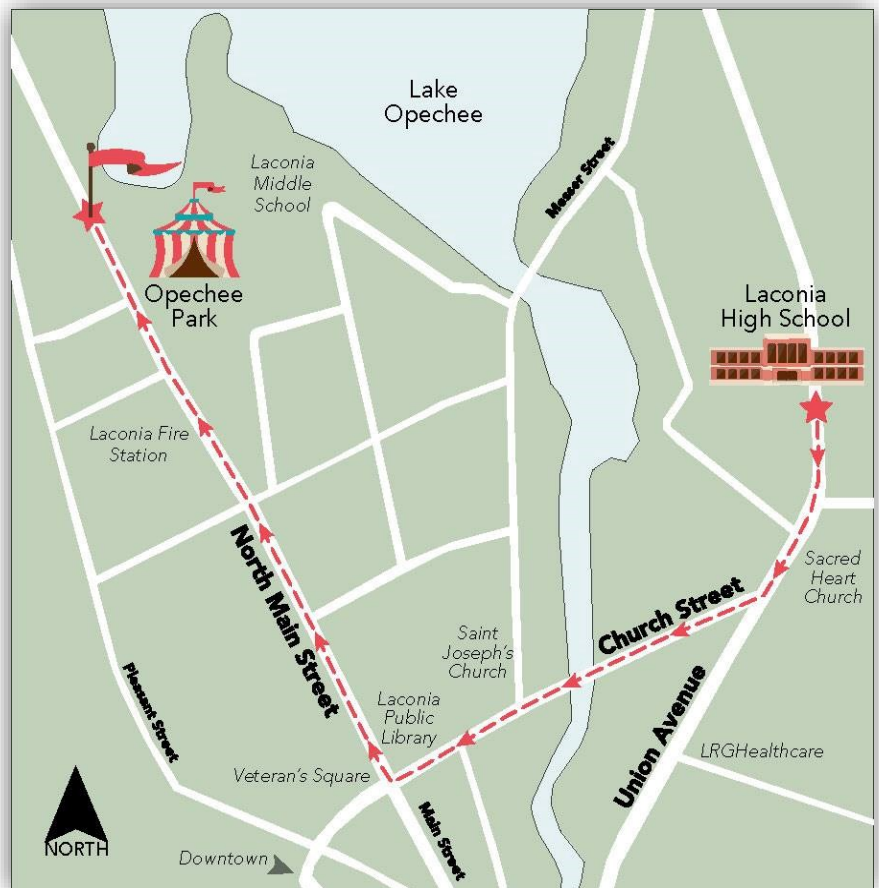 Lake
Opechee
Messer Street
Laconia
Middle
School
Opechee
Park
Laconia
High School
Laconia Fire
Station
North Main Street
Sacred
Heart
Church
Church Street
Saint
Joseph's
Church
Pleasant Street
Laconia
Public
Library
Union Avenue
LRGHealthcare
Veteran's Square
Main Street
NORTH
Downtown